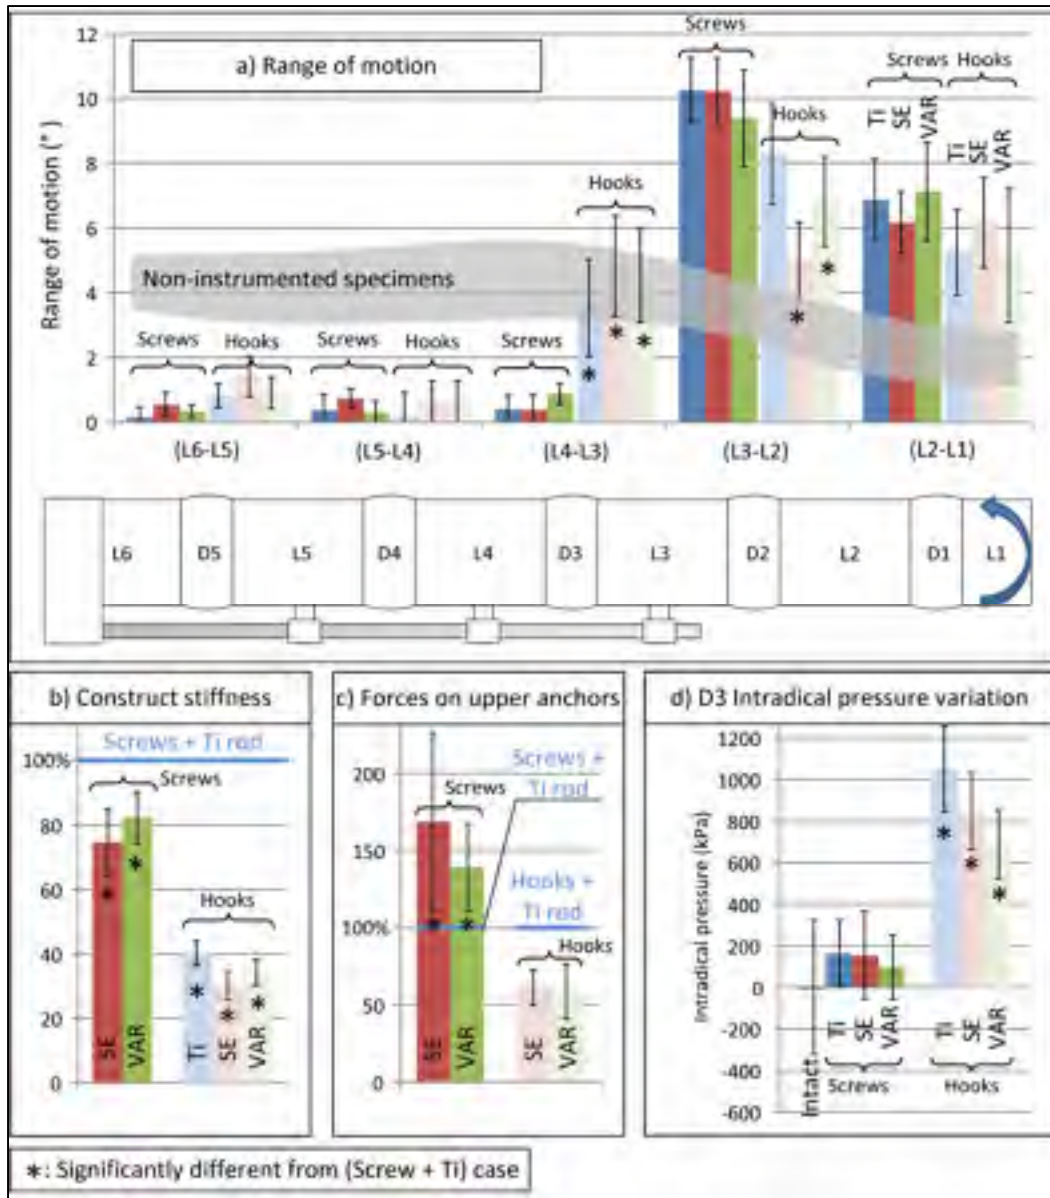 12
10
8
6
4
2
0
Range of motion (°)
a) Range of motion
Screws
Screws Hooks
Hooks
Ti
SE
VAR
Ti
SE
VAR
Hooks
Non-instrumented specimens
Screws Hooks Screws Hooks Screws
*
*
*
*
*
(L6-L5) (L5-L4) (L4-L3) (L3-L2) (L2-L1)
L6 D5 L5 D4 L4 D3 L3 D2 L2 D1 L1
b) Construct stiffness
Screws + Ti rod
100%
80
60
40
20
0
Screws
Hooks
*
*
*
*
*
SE
VAR
Ti
SE
VAR
c) Forces on upper anchors
200
150
100%
50
0
Screws +
Ti rod
Screws
Hooks +
Ti rod
Hooks
*
*
SE
VAR
SE
VAR
d) D3 Intradical pressure variation
Intradical pressure (kPa)
1200
1000
800
600
400
200
0
-200
-400
-600
*
*
*
Intact.
Ti
SE
VAR
Ti
SE
VAR
Screws
Hooks
*: Significantly different from (Screw + Ti) case